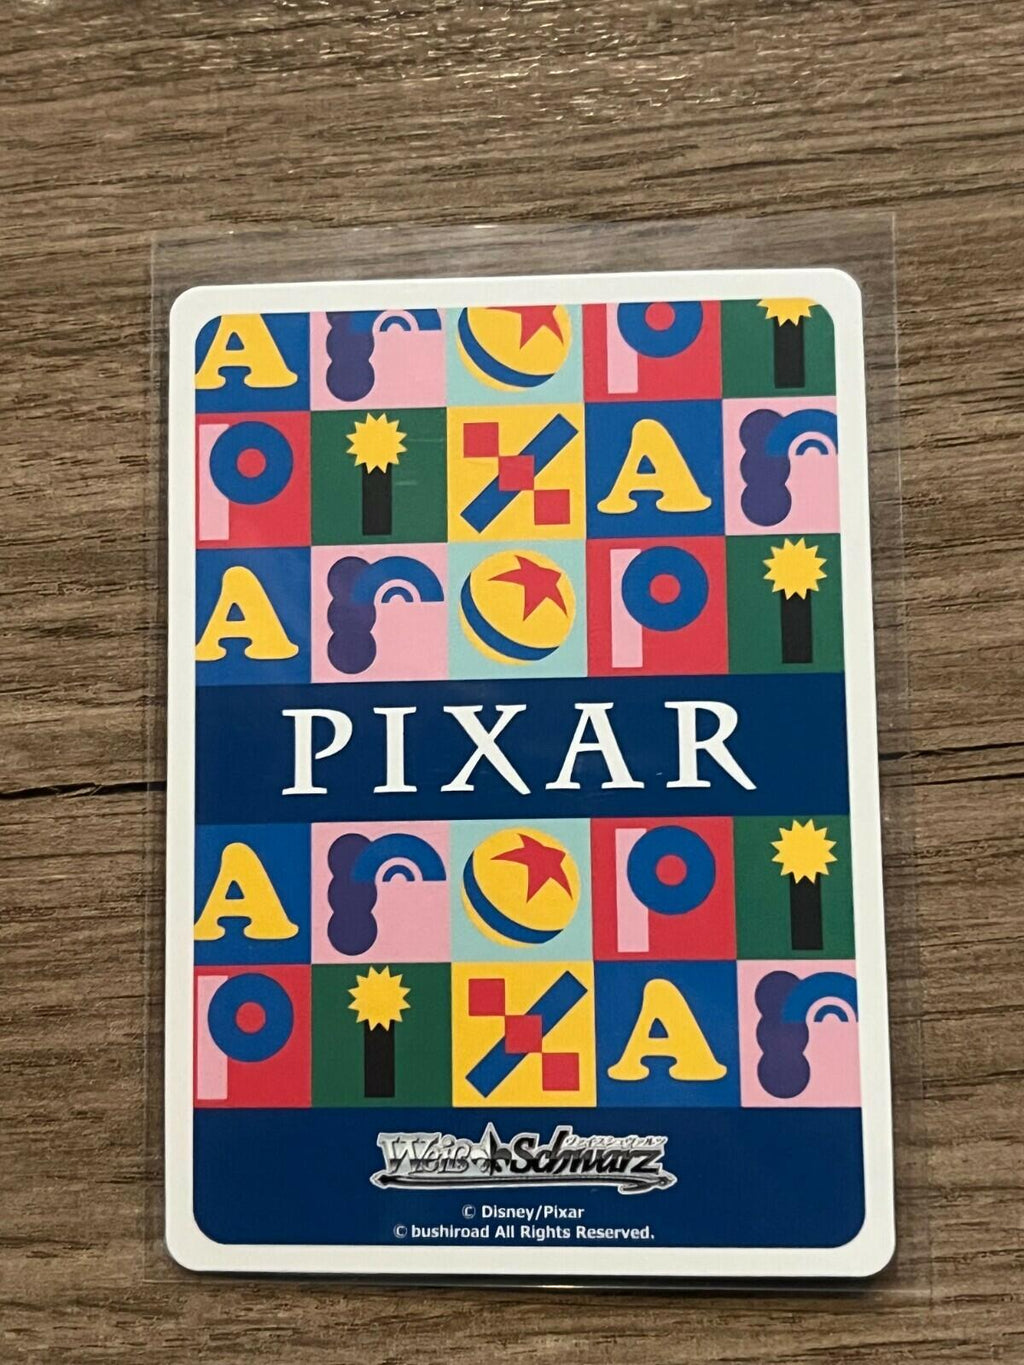 A r P i
P i X A r
A r P i
PIXAR
A r P i
P i X A r
ヴァイスシュヴァルツ
Weiß Schwarz
© Disney/Pixar
© bushiroad All Rights Reserved.